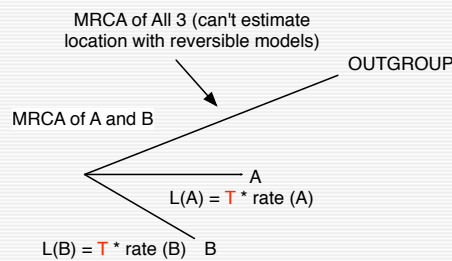 MRCA of All 3 (can't estimate
location with reversible models)
OUTGROUP
MRCA of A and B
A
L(A) = T * rate (A)
L(B) = T * rate (B) B